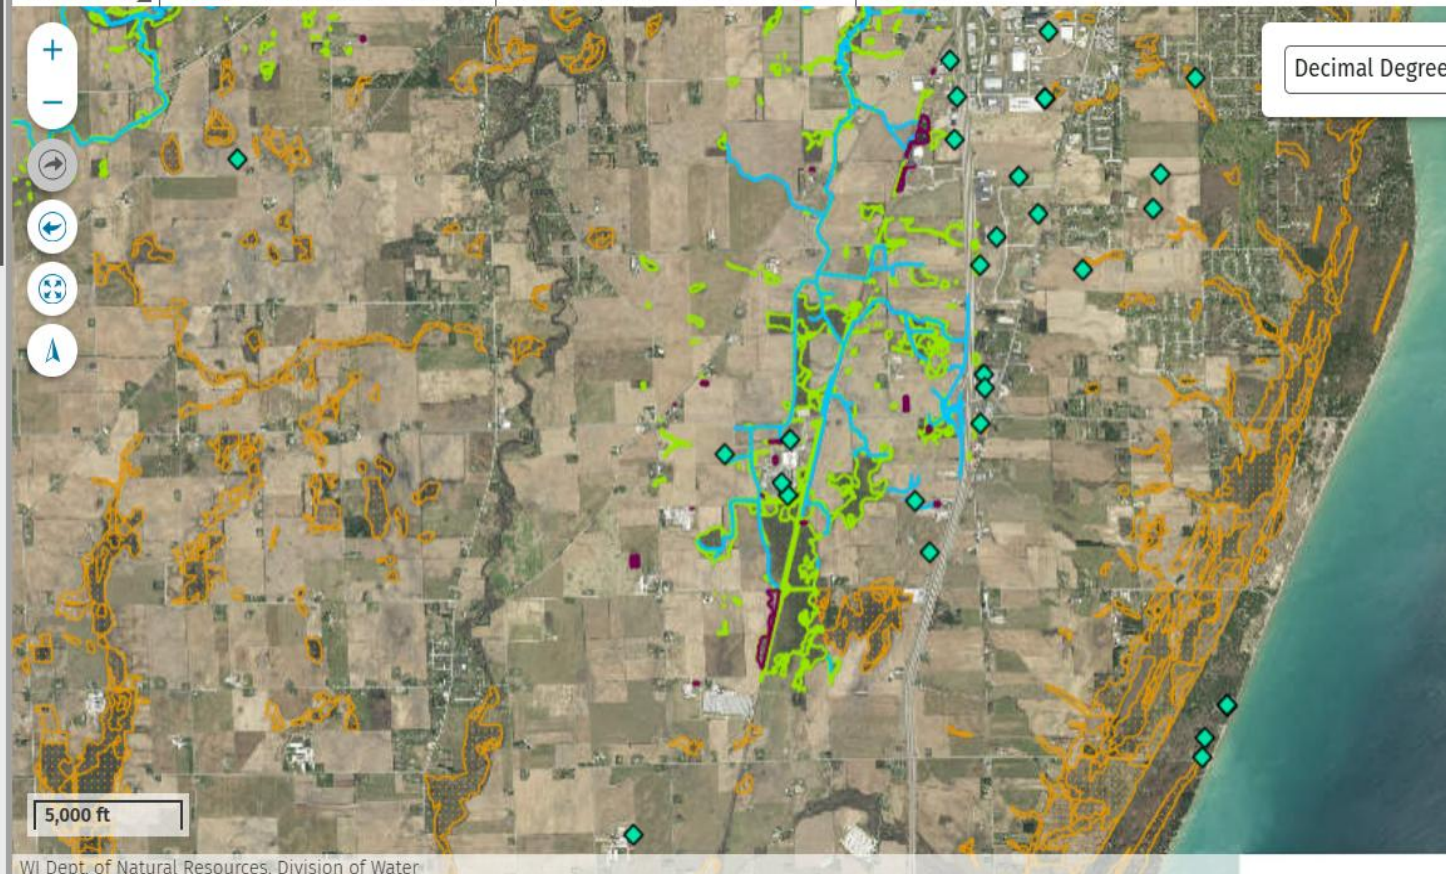 Decimal Degree
5,000 ft
WI Dept. of Natural Resources, Division of Water